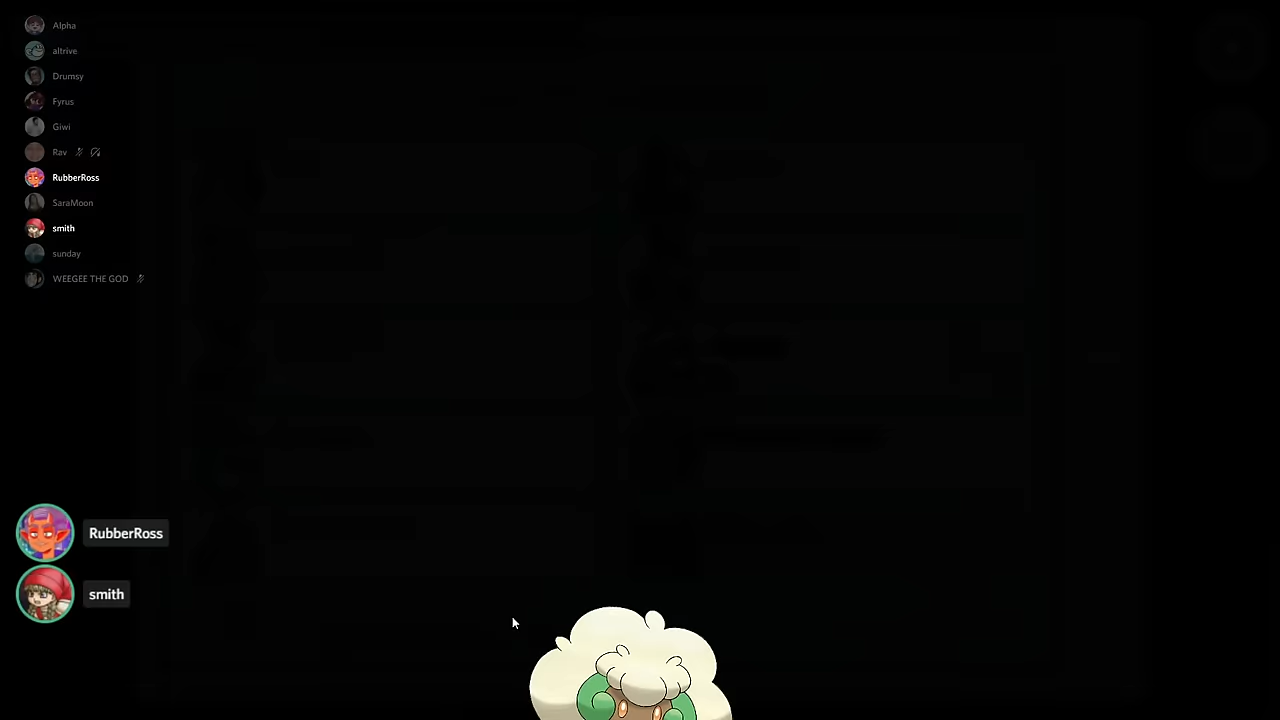 Alpha
altrive
Drumsy
Fyrus
Giwi
Rav
RubberRoss
SaraMoon
smith
sunday
WEEGEE THE GOD
RubberRoss
smith